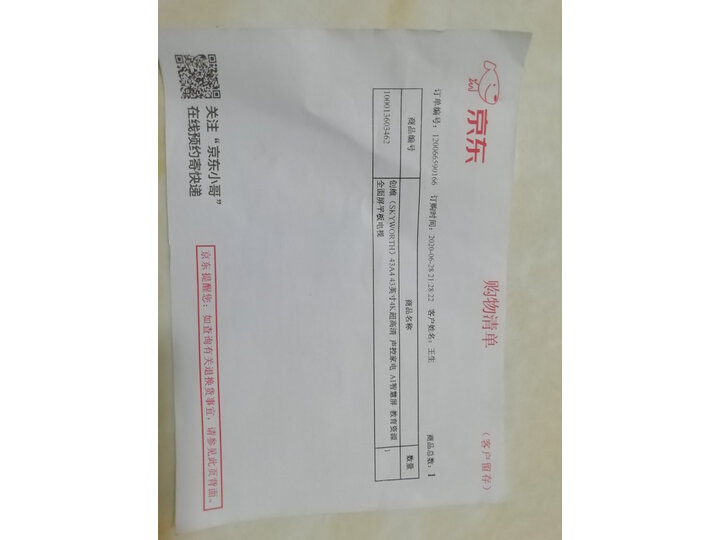 京东
购物清单
(客户留存)
订单编号：120066590166 订购时间：2020-06-28 21:28:22 客户姓名：王生 商品总数：1
商品编号 商品名称 数量
100013603462 创维（SKYWORTH）43A4 43英寸4K超高清 声控家电 AI智慧屏 教育资源 1
全面屏平板电视
关注“京东小哥”
在线预约寄快递
京东提醒您：如查询有关退换货事宜，请参见此页背面。